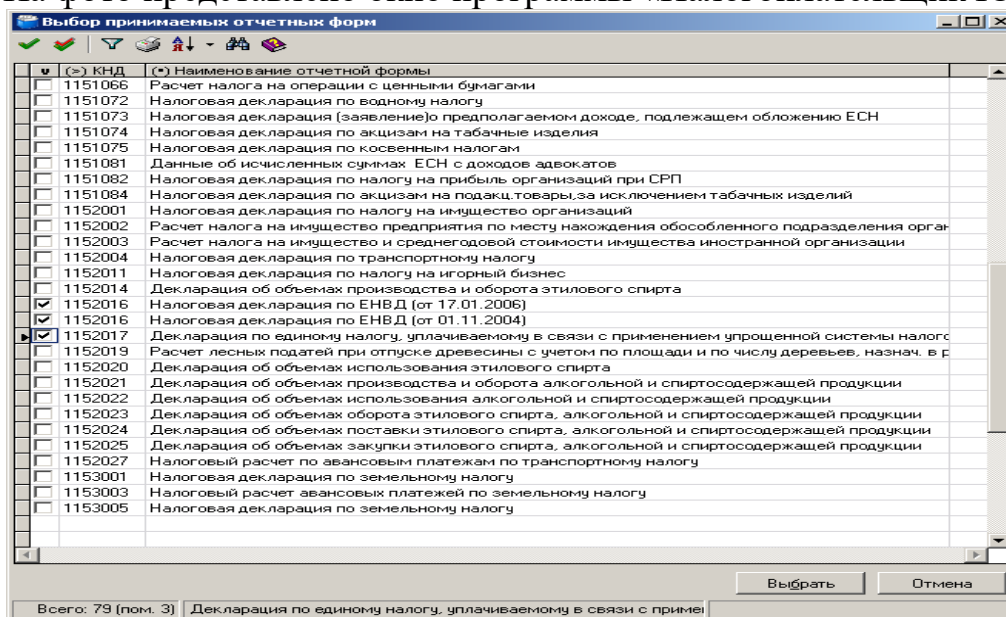 Выбор принимаемых отчетных форм
(>) КНД (•) Наименование отчетной формы
1151066 Расчет налога на операции с ценными бумагами
1151072 Налоговая декларация по водному налогу
1151073 Налоговая декларация (заявление)о предполагаемом доходе, подлежащем обложению ЕСН
1151074 Налоговая декларация по акцизам на табачные изделия
1151075 Налоговая декларация по косвенным налогам
1151081 Данные об исчисленных суммах ЕСН с доходов адвокатов
1151082 Налоговая декларация по налогу на прибыль организаций при СРП
1151084 Налоговая декларация по акцизам на подакц.товары,за исключением табачных изделий
1152001 Налоговая декларация по налогу на имущество организаций
1152002 Расчет налога на имущество предприятия по месту нахождения обособленного подразделения орган
1152003 Расчет налога на имущество и среднегодовой стоимости имущества иностранной организации
1152004 Налоговая декларация по транспортному налогу
1152011 Налоговая декларация по налогу на игорный бизнес
1152014 Декларация об объемах производства и оборота этилового спирта
1152016 Налоговая декларация по ЕНВД (от 17.01.2006)
1152016 Налоговая декларация по ЕНВД (от 01.11.2004)
1152017 Декларация по единому налогу, уплачиваемому в связи с применением упрощенной системы налогс
1152019 Расчет лесных податей при отпуске древесины с учетом по площади и по числу деревьев, назнач. в р
1152020 Декларация об объемах использования этилового спирта
1152021 Декларация об объемах производства и оборота алкогольной и спиртосодержащей продукции
1152022 Декларация об объемах использования алкогольной и спиртосодержащей продукции
1152023 Декларация об объемах оборота этилового спирта, алкогольной и спиртосодержащей продукции
1152024 Декларация об объемах поставки этилового спирта, алкогольной и спиртосодержащей продукции
1152025 Декларация об объемах закупки этилового спирта, алкогольной и спиртосодержащей продукции
1152027 Налоговый расчет по авансовым платежам по транспортному налогу
1153001 Налоговая декларация по земельному налогу
1153003 Налоговый расчет авансовых платежей по земельному налогу
1153005 Налоговая декларация по земельному налогу
Выбрать Отмена
Всего: 79 (пом. 3) Декларация по единому налогу, уплачиваемому в связи с приме